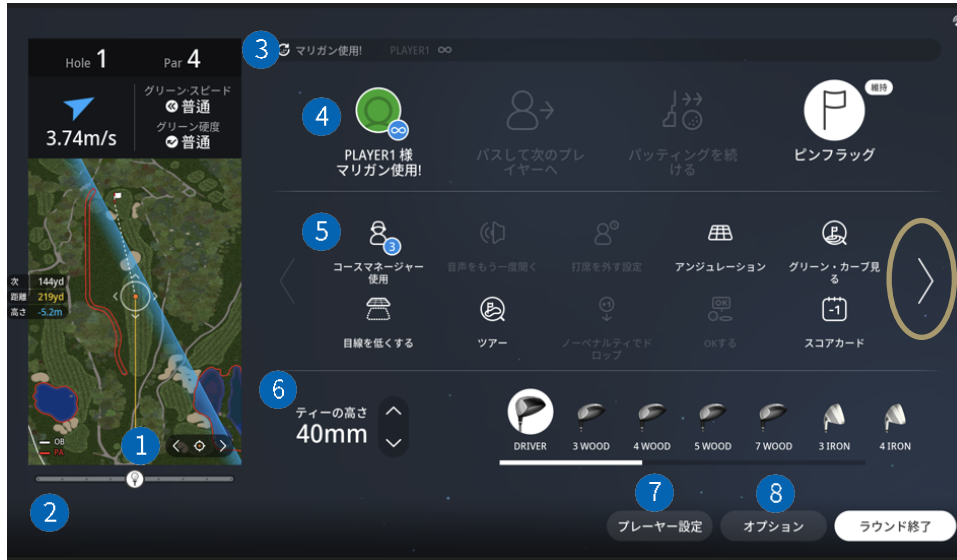 Hole 1 Par 4
3.74m/s
グリーン·スピード
普通
グリーン硬度
普通
次 144yd
距離 219yd
高さ -5.2m
OB
PA
1
2
3 マリガン使用! PLAYER1 ∞
4
∞
PLAYER1 様
マリガン使用!
パスして次のプレ
イヤーへ
パッティングを続
ける
維持
ピンフラッグ
5
3
コースマネージャー
使用
音声をもう一度聞く
打席を外す設定
アンジュレーション
グリーン・カーブ見
る
目線を低くする
ツアー
+1
ノーペナルティでド
ロップ
OK
OKする
-1
スコアカード
6
ティーの高さ
40mm
DRIVER 3 WOOD 4 WOOD 5 WOOD 7 WOOD 3 IRON 4 IRON
7
プレーヤー設定
8
オプション
ラウンド終了